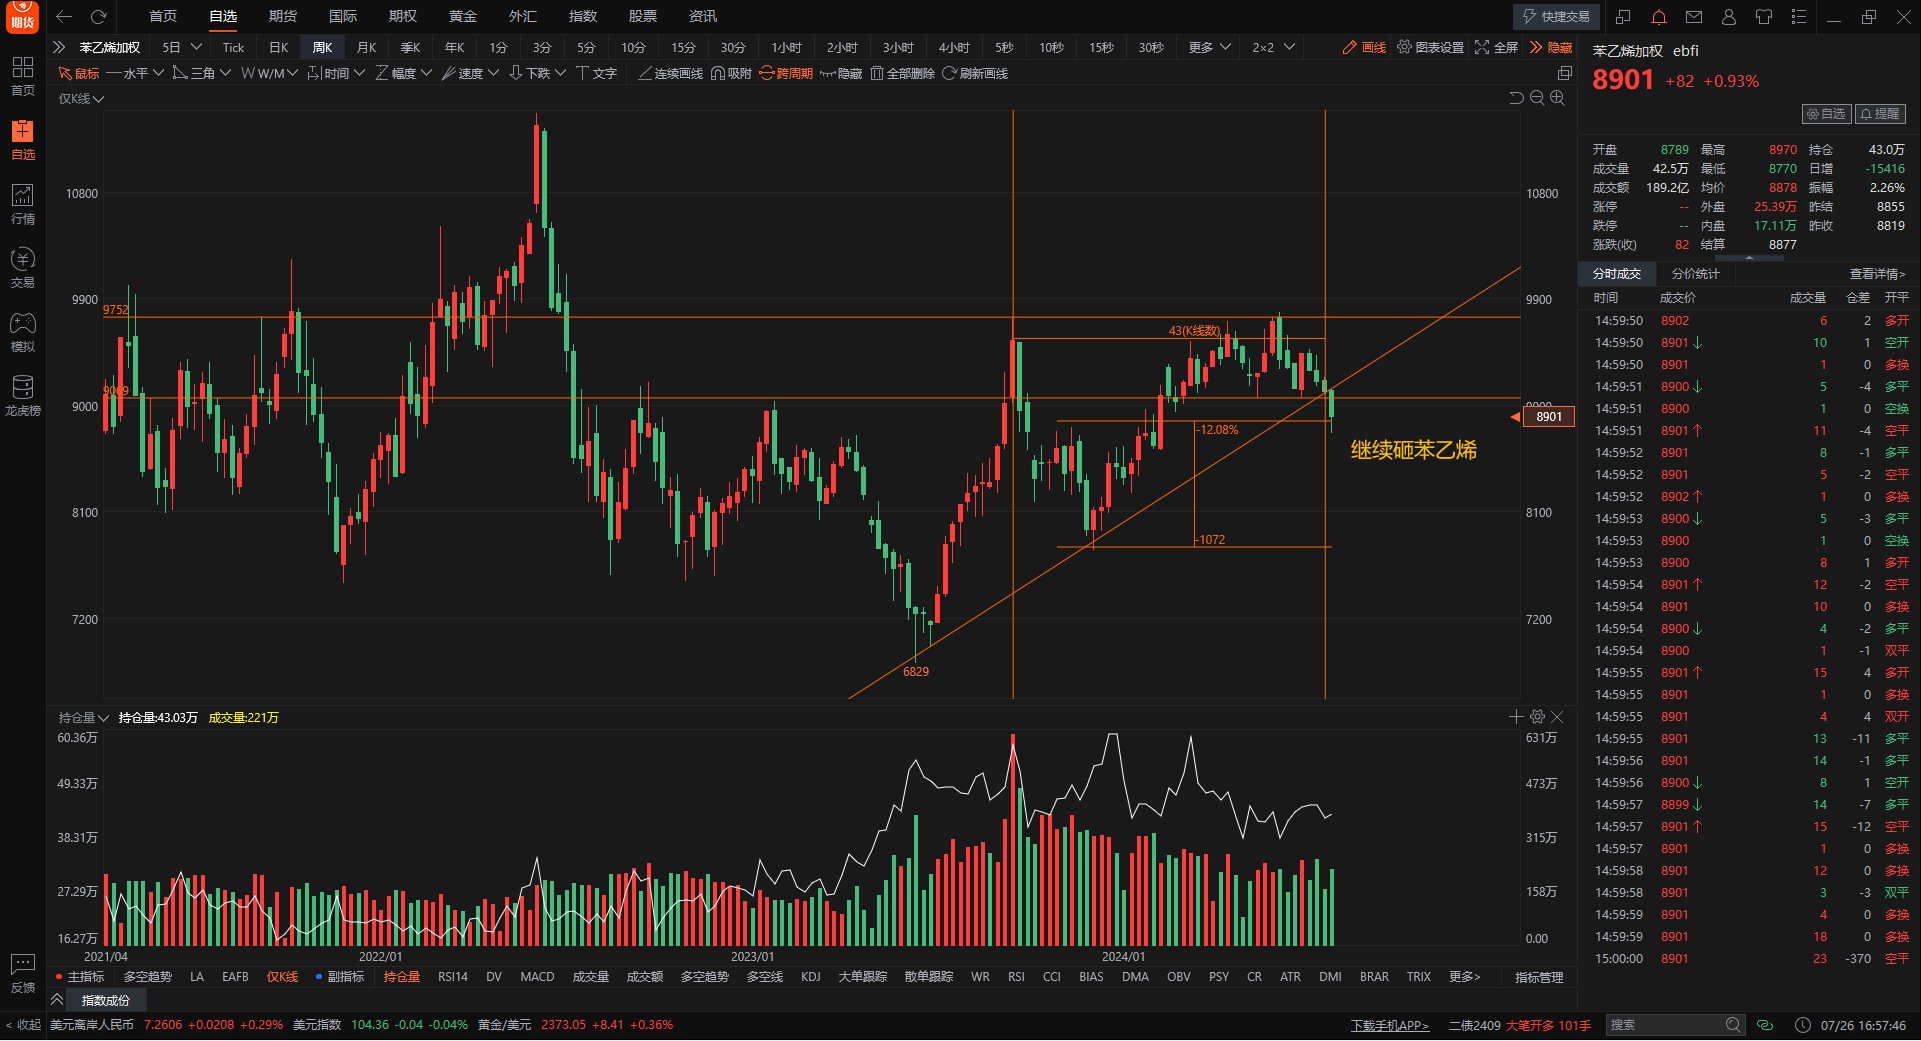 期货 首页 自选 期货 国际 期权 黄金 外汇 指数 股票 资讯 快捷交易
苯乙烯加权 5日 Tick 日K 周K 月K 季K 年K 1分 3分 5分 10分 15分 30分 1小时 2小时 3小时 4小时 5秒 10秒 15秒 30秒 更多 2×2 画线 图表设置 全屏 隐藏
鼠标 水平 三角 W/M 时间 幅度 速度 下跌 文字 连续画线 吸附 跨周期 隐藏 全部删除 刷新画线
首页
自选
行情
交易
模拟
龙虎榜
反馈
仅K线
10800 10800
9900 9900
9752
9069
9000 9000
8100 8100
7200 7200
43(K线数)
-12.08%
-1072
6829
8901
继续砸苯乙烯
持仓量 持仓量:43.03万 成交量:221万
60.36万 631万
49.33万 473万
38.31万 315万
27.29万 158万
16.27万 0.00
2021/04 2022/01 2023/01 2024/01
主指标 多空趋势 LA EAFB 仅K线 副指标 持仓量 RSI14 DV MACD 成交量 成交额 多空趋势 多空线 KDJ 大单跟踪 散单跟踪 WR RSI CCI BIAS DMA OBV PSY CR ATR DMI BRAR TRIX 更多> 指标管理
指数成份
< 收起 美元离岸人民币 7.2606 +0.0208 +0.29% 美元指数 104.36 -0.04 -0.04% 黄金/美元 2373.05 +8.41 +0.36% 下载手机APP> 二债2409 大笔开多 101手 搜索 07/26 16:57:46
苯乙烯加权 ebfi
8901 +82 +0.93%
自选 提醒
开盘 8789 最高 8970 持仓 43.0万
成交量 42.5万 最低 8770 日增 -15416
成交额 189.2亿 均价 8878 振幅 2.26%
涨停 -- 外盘 25.39万 昨结 8855
跌停 -- 内盘 17.11万 昨收 8819
涨跌(收) 82 结算 8877
分时成交 分价统计 查看详情>
时间 成交价 成交量 仓差 开平
14:59:50 8902 6 2 多开
14:59:50 8901↓ 10 1 空开
14:59:50 8901 1 0 多换
14:59:51 8900↓ 5 -4 多平
14:59:51 8900 1 0 空换
14:59:51 8901↑ 11 -4 空平
14:59:52 8901 8 -1 多平
14:59:52 8901 5 -2 空平
14:59:52 8902↑ 1 0 多换
14:59:53 8900↓ 5 -3 多平
14:59:53 8900 1 0 空换
14:59:53 8900 8 1 多开
14:59:54 8901↑ 12 -2 空平
14:59:54 8901 10 0 多换
14:59:54 8900↓ 4 -2 多平
14:59:54 8900 1 -1 双平
14:59:55 8901↑ 15 4 多开
14:59:55 8901 1 0 多换
14:59:55 8901 4 4 双开
14:59:55 8901 13 -11 多平
14:59:56 8901 14 -1 多平
14:59:56 8900↓ 8 1 空开
14:59:57 8899↓ 14 -7 多平
14:59:57 8901↑ 15 -12 空平
14:59:57 8901 1 0 多换
14:59:58 8901 12 0 多换
14:59:58 8901 3 -3 双平
14:59:59 8901 4 0 多换
14:59:59 8901 18 0 多换
15:00:00 8901 23 -370 空平